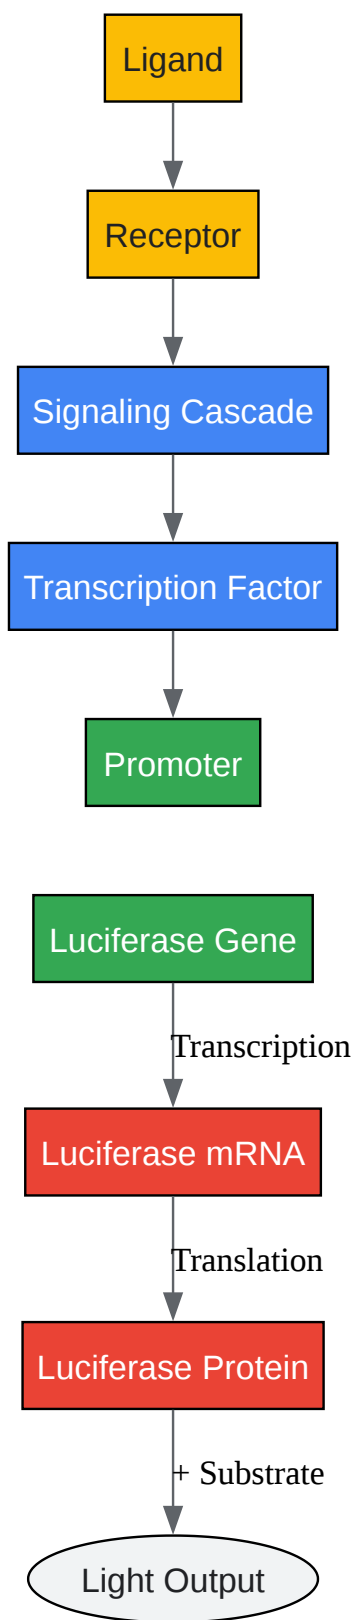 Ligand
Receptor
Signaling Cascade
Transcription Factor
Promoter
Luciferase Gene
Transcription
Luciferase mRNA
Translation
Luciferase Protein
+ Substrate
Light Output